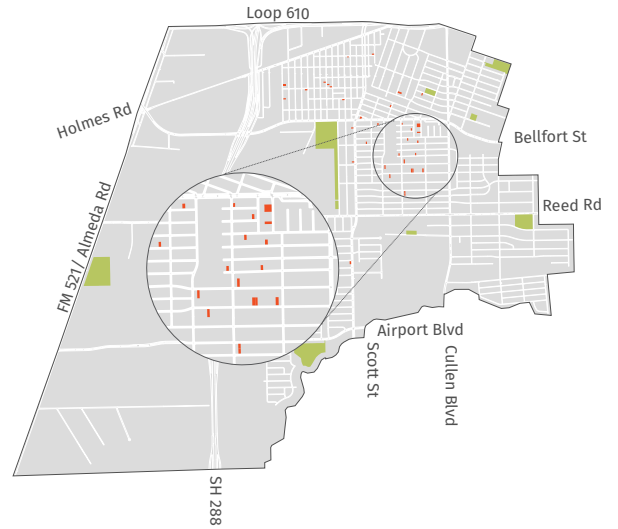 Loop 610
Holmes Rd
Bellfort St
FM 521/ Almeda Rd
Reed Rd
Airport Blvd
Scott St
Cullen Blvd
SH 288